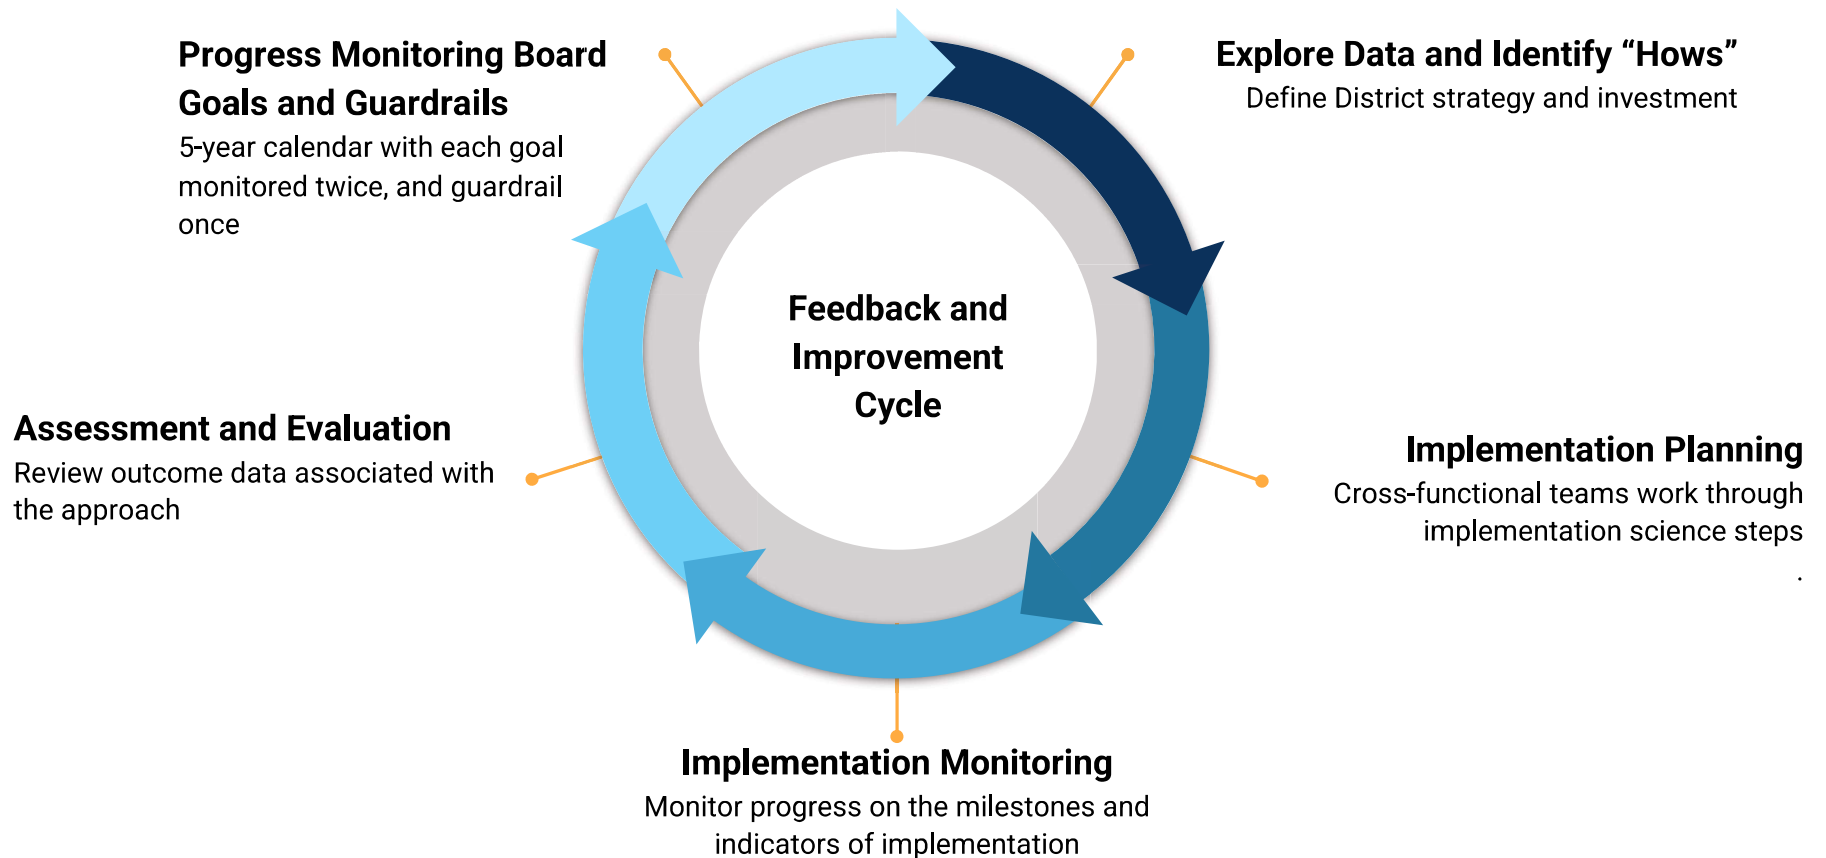 Progress Monitoring Board
Goals and Guardrails
5-year calendar with each goal
monitored twice, and guardrail
once
Explore Data and Identify “Hows”
Define District strategy and investment
Feedback and
Improvement
Cycle
Assessment and Evaluation
Review outcome data associated with
the approach
Implementation Planning
Cross-functional teams work through
implementation science steps
.
Implementation Monitoring
Monitor progress on the milestones and
indicators of implementation